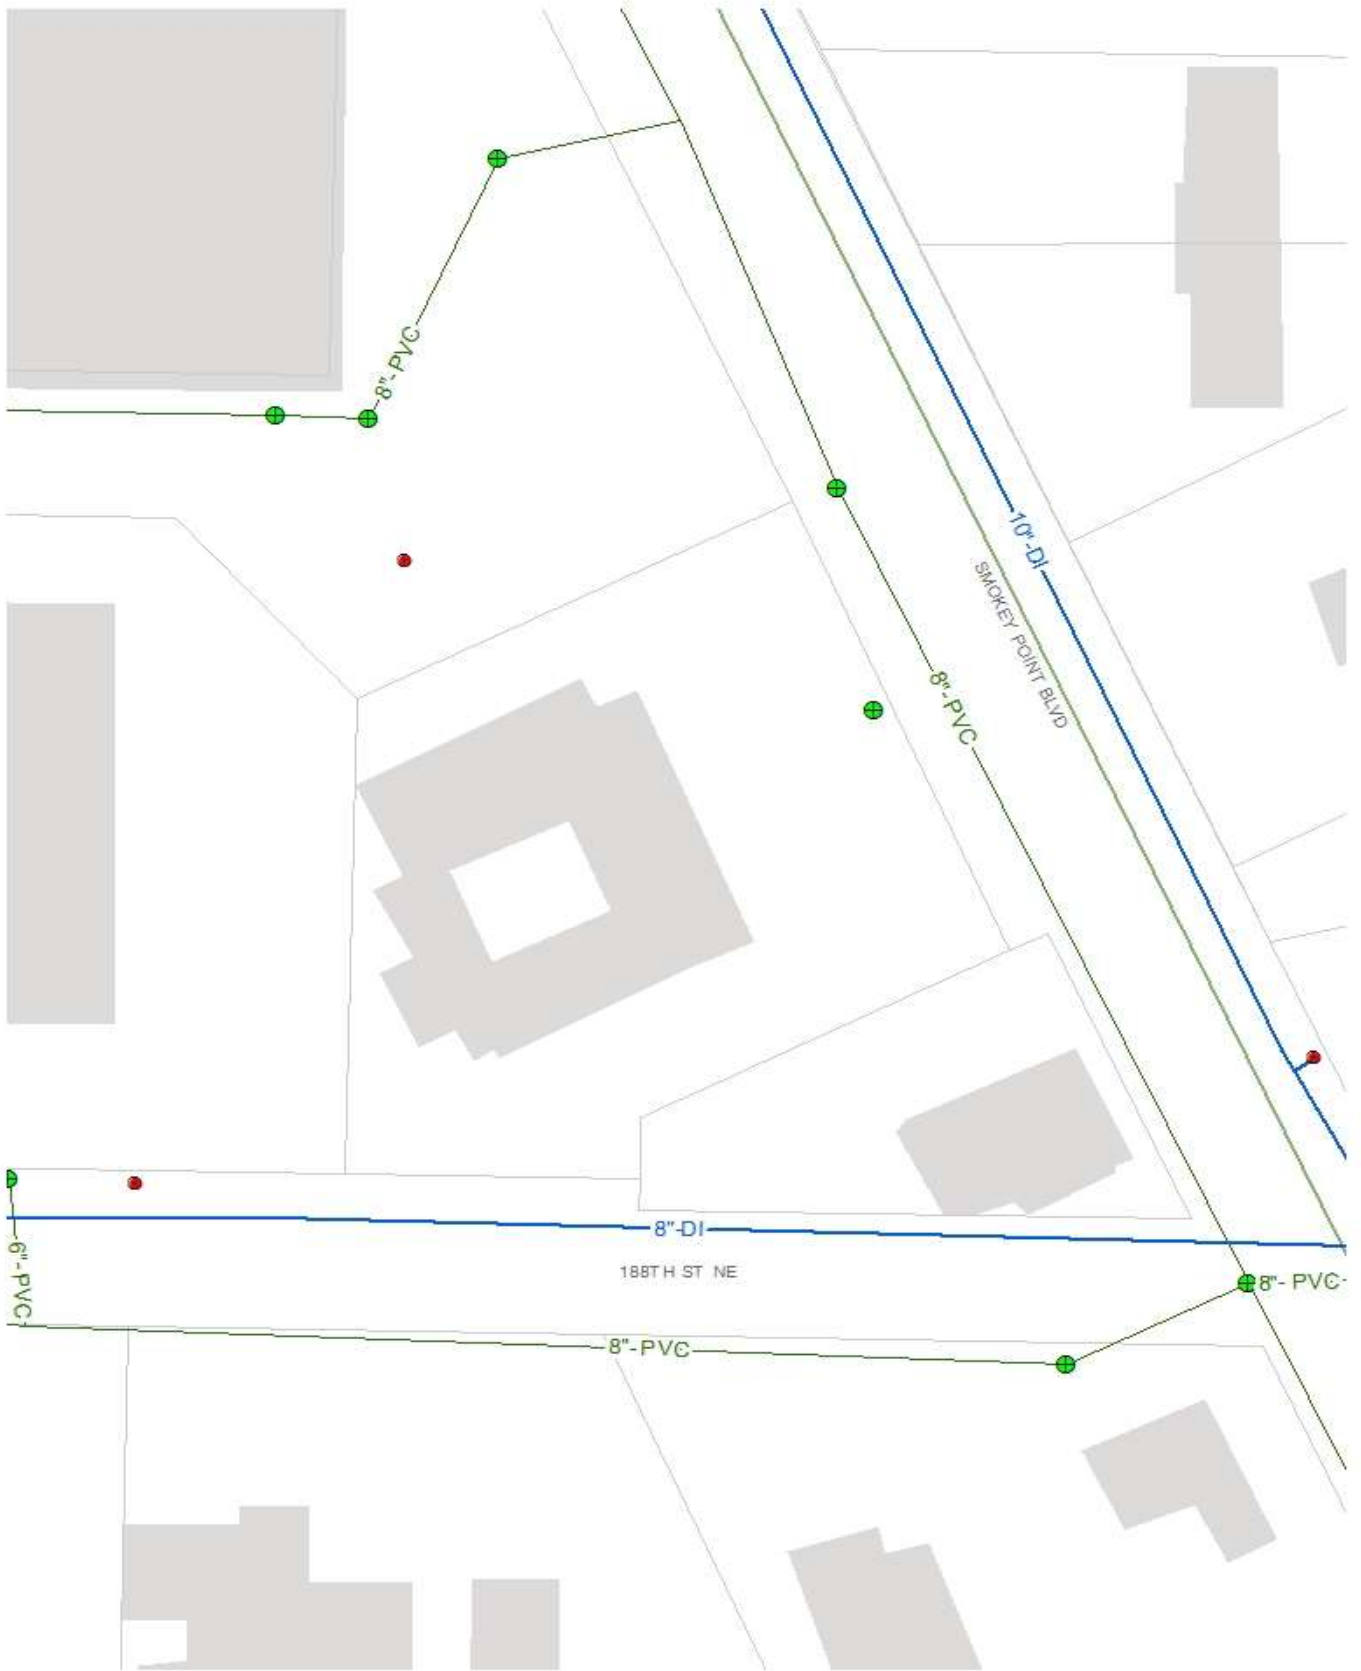 8"-PVC
10"-DI
SMOKEY POINT BLVD
8"-PVC
8"-DI
188TH ST NE
6"-PVC
8"- PVC
8"-PVC